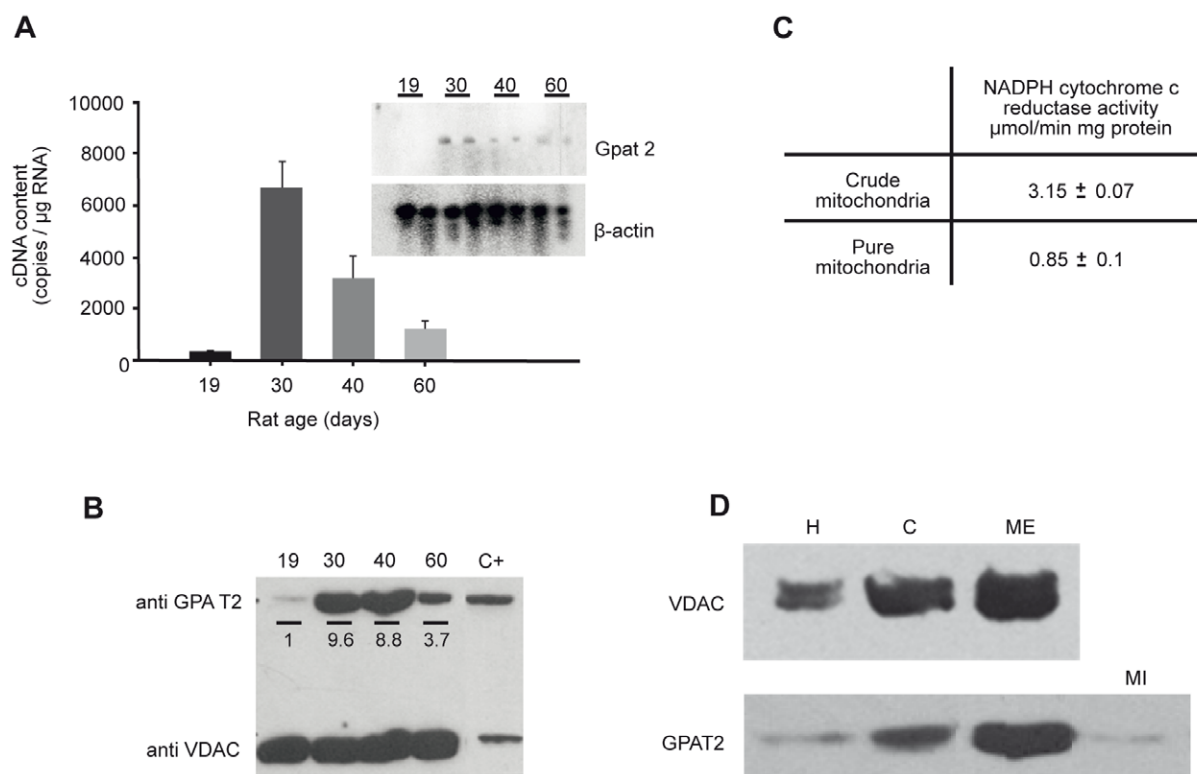 A
10000
8000
6000
4000
2000
0
cDNA content
(copies / µg RNA)
19 30 40 60
Rat age (days)
19 30 40 60
Gpat 2
β-actin
C
NADPH cytochrome c
reductase activity
µmol/min mg protein
Crude
mitochondria
3.15 ± 0.07
Pure
mitochondria
0.85 ± 0.1
B
19 30 40 60 C+
anti GPA T2
1 9.6 8.8 3.7
anti VDAC
D
H C ME
VDAC
MI
GPAT2